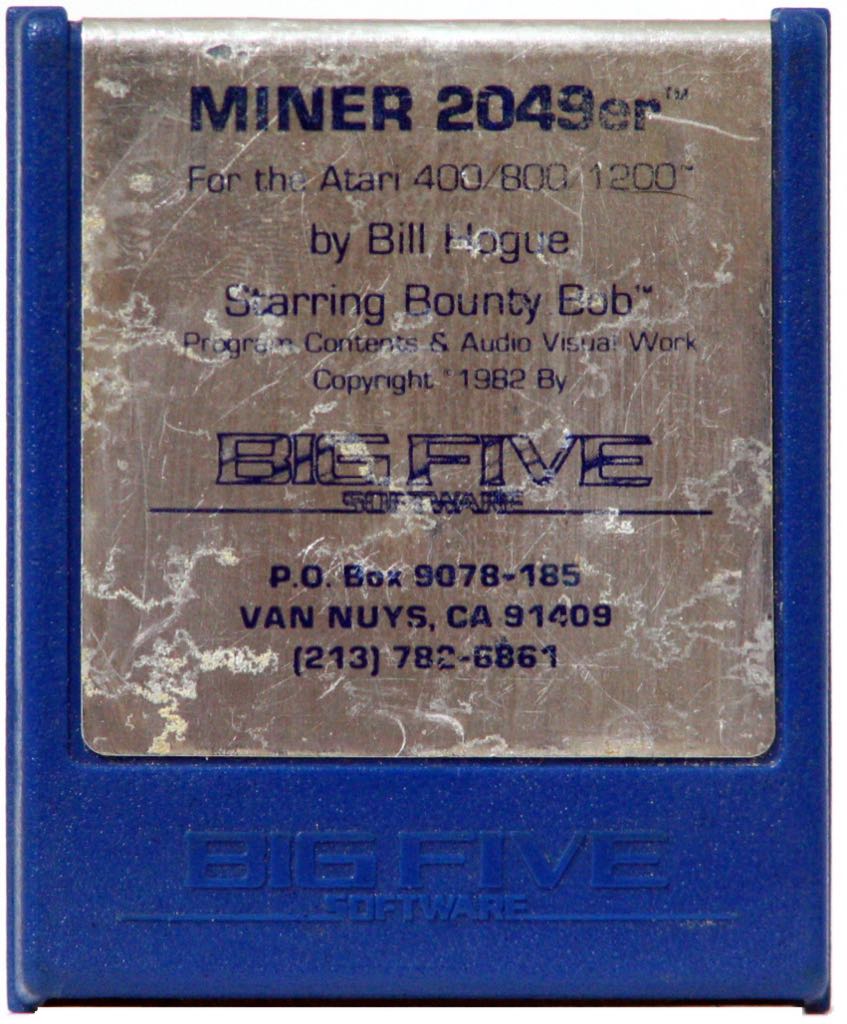 MINER 2049er™
For the Atari 400/800/1200™
by Bill Hogue
Starring Bounty Bob™
Program Contents & Audio Visual Work
Copyright ©1982 By
BIG FIVE
SOFTWARE
P.O. Box 9078-185
VAN NUYS, CA 91409
(213) 782-6861
BIG FIVE
SOFTWARE